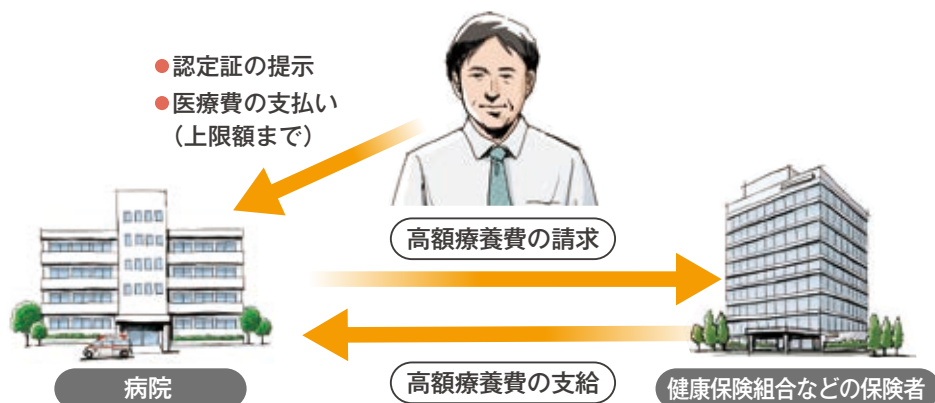 ●認定証の提示
●医療費の支払い
（上限額まで）
高額療養費の請求
高額療養費の支給
病院
健康保険組合などの保険者